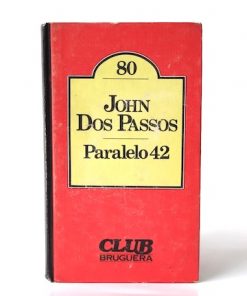 80
JOHN
DOS PASSOS
Paralelo 42
CLUB
BRUGUERA